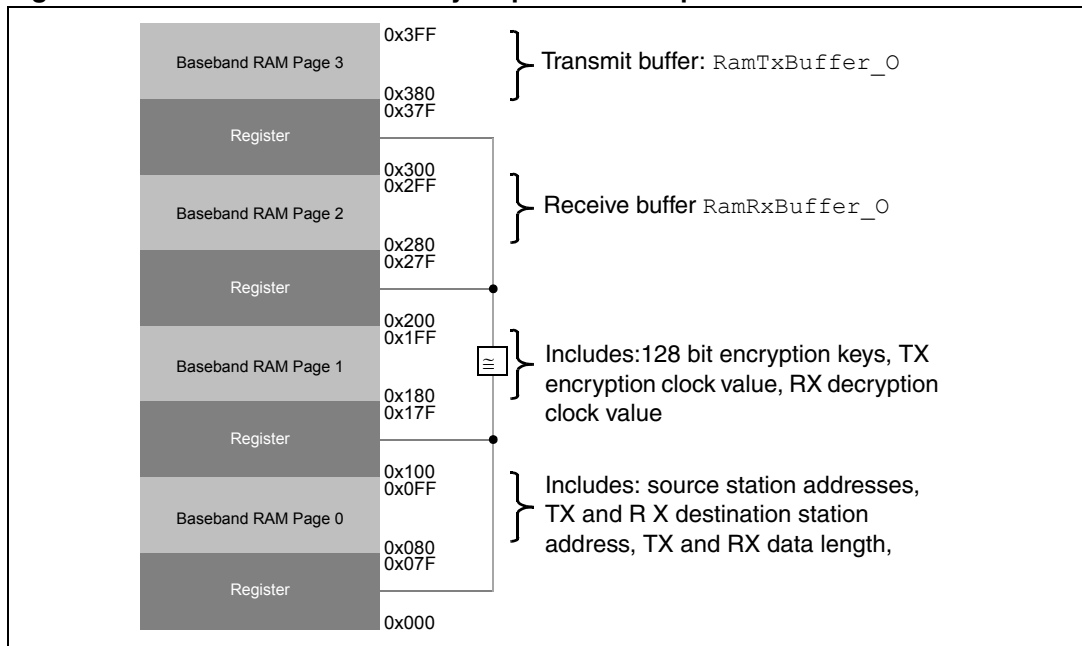 0x3FF
Baseband RAM Page 3
Transmit buffer: RamTxBuffer_O
0x380
0x37F
Register
0x300
0x2FF
Baseband RAM Page 2
Receive buffer RamRxBuffer_O
0x280
0x27F
Register
0x200
0x1FF
Baseband RAM Page 1
≅
Includes:128 bit encryption keys, TX
encryption clock value, RX decryption
clock value
0x180
0x17F
Register
0x100
0x0FF
Baseband RAM Page 0
Includes: source station addresses,
TX and R X destination station
address, TX and RX data length,
0x080
0x07F
Register
0x000